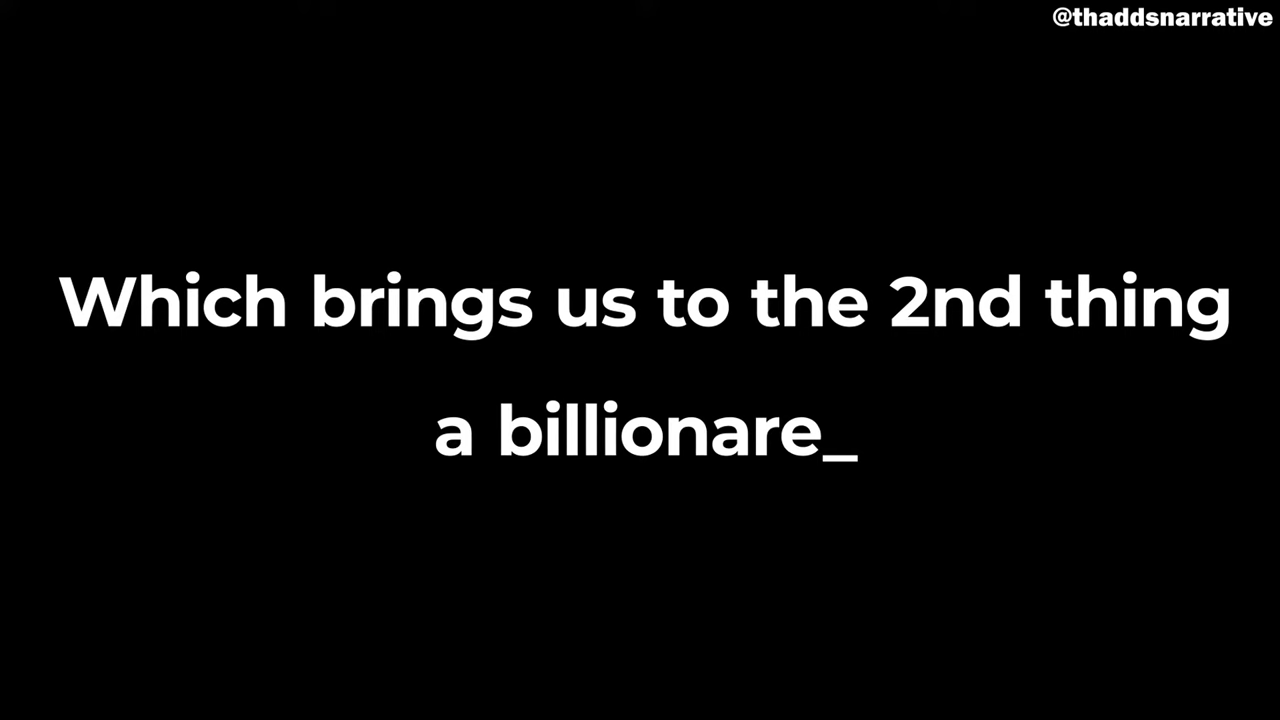 @thaddsnarrative
Which brings us to the 2nd thing
a billionare_